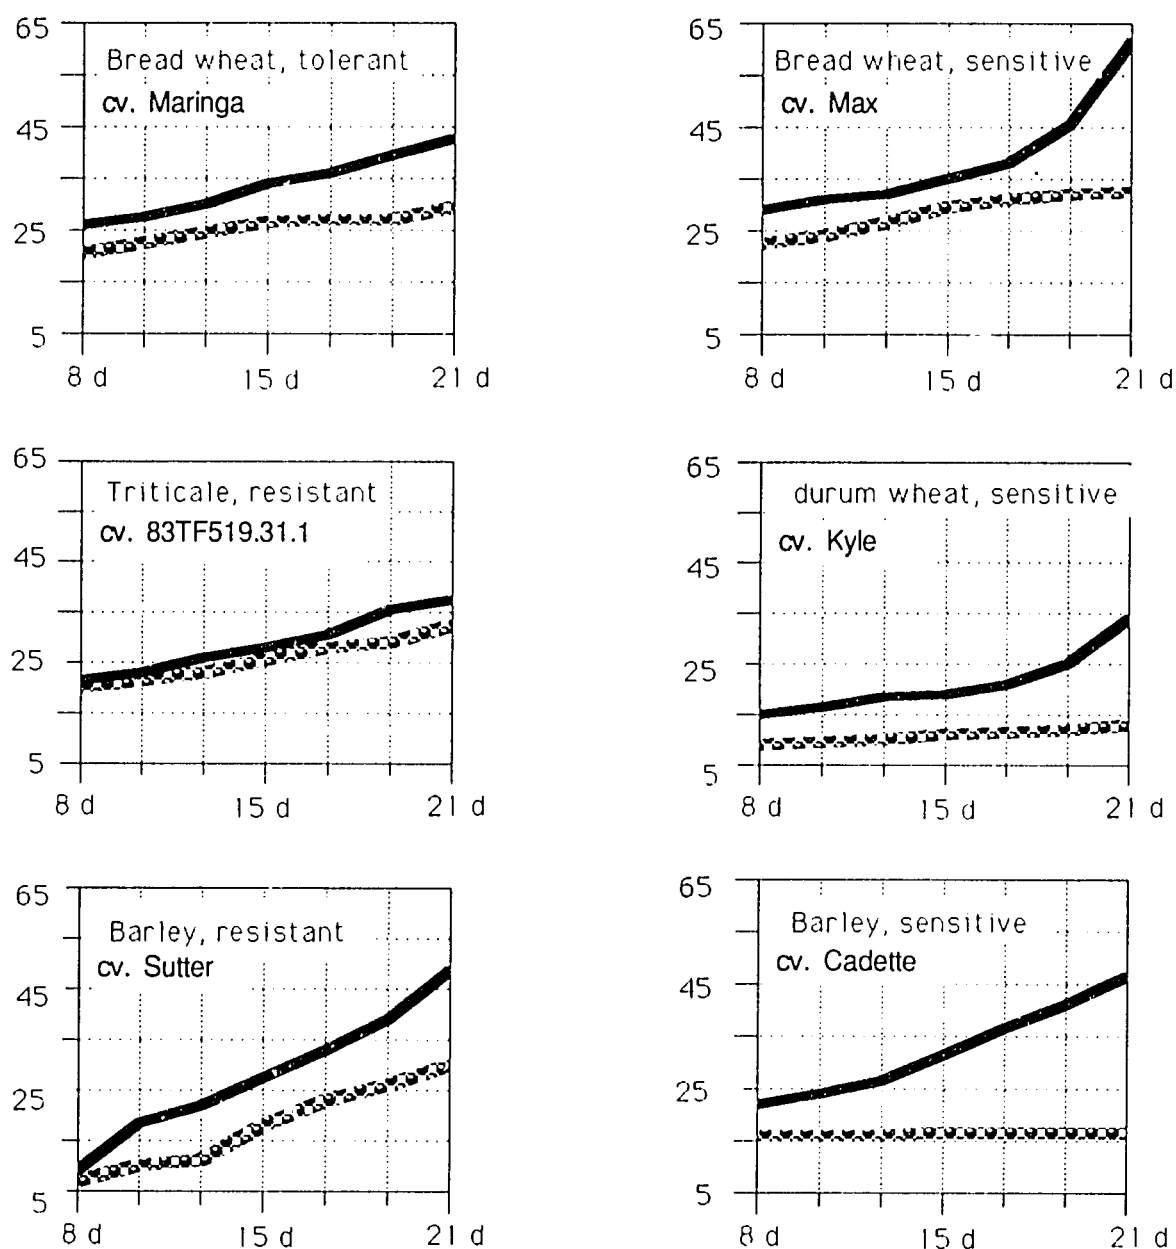 65
Bread wheat, tolerant
cv. Maringa
45
25
5
8 d 15 d 21 d
65
Bread wheat, sensitive
cv. Max
45
25
5
8 d 15 d 21 d
65
Triticale, resistant
cv. 83TF519.31.1
45
25
5
8 d 15 d 21 d
65
durum wheat, sensitive
cv. Kyle
45
25
5
8 d 15 d 21 d
65
Barley, resistant
cv. Sutter
45
25
5
8 d 15 d 21 d
65
Barley, sensitive
cv. Cadette
45
25
5
8 d 15 d 21 d